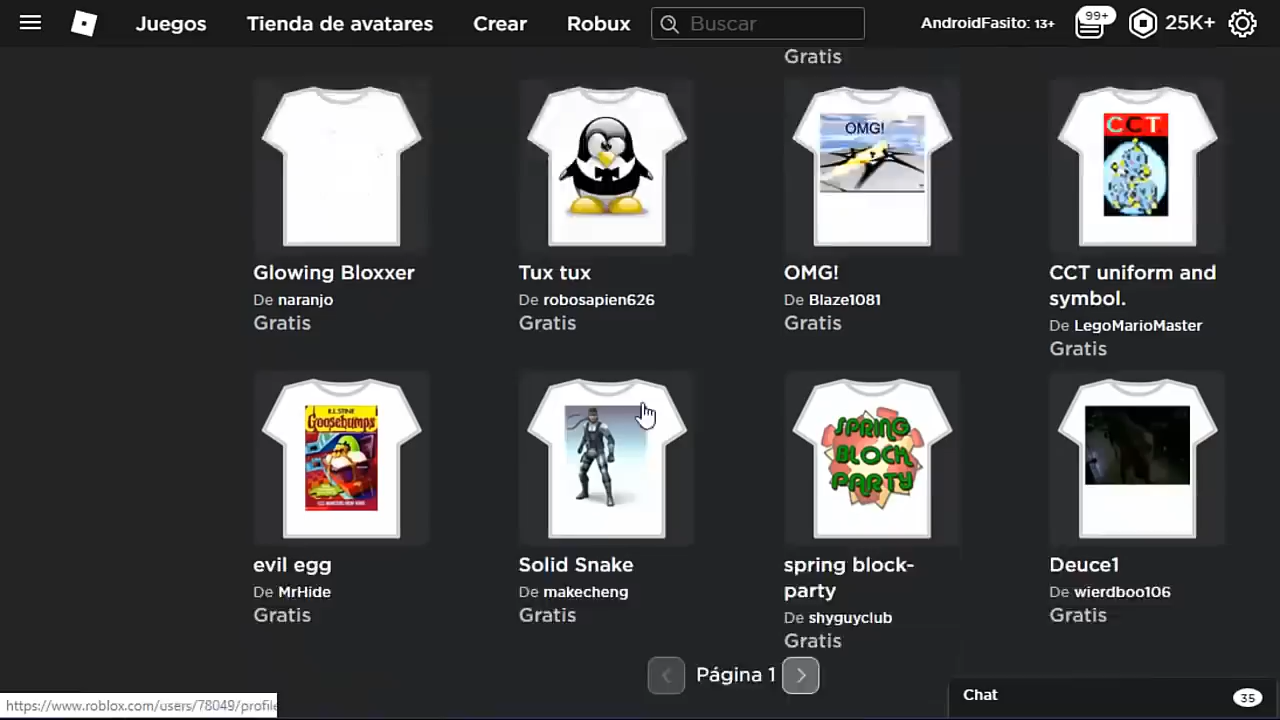 Juegos
Tienda de avatares
Crear
Robux
Buscar
AndroidFasito: 13+
99+
25K+
Gratis
OMG!
CCT
Glowing Bloxxer
De naranjo
Gratis
Tux tux
De robosapien626
Gratis
OMG!
De Blaze1081
Gratis
CCT uniform and
symbol.
De LegoMarioMaster
Gratis
R.L. STINE
Goosebumps
SPRING
BLOCK
PARTY
evil egg
De MrHide
Gratis
Solid Snake
De makecheng
Gratis
spring block-
party
De shyguyclub
Gratis
Deuce1
De wierdboo106
Gratis
Página 1
https://www.roblox.com/users/78049/profile
Chat
35